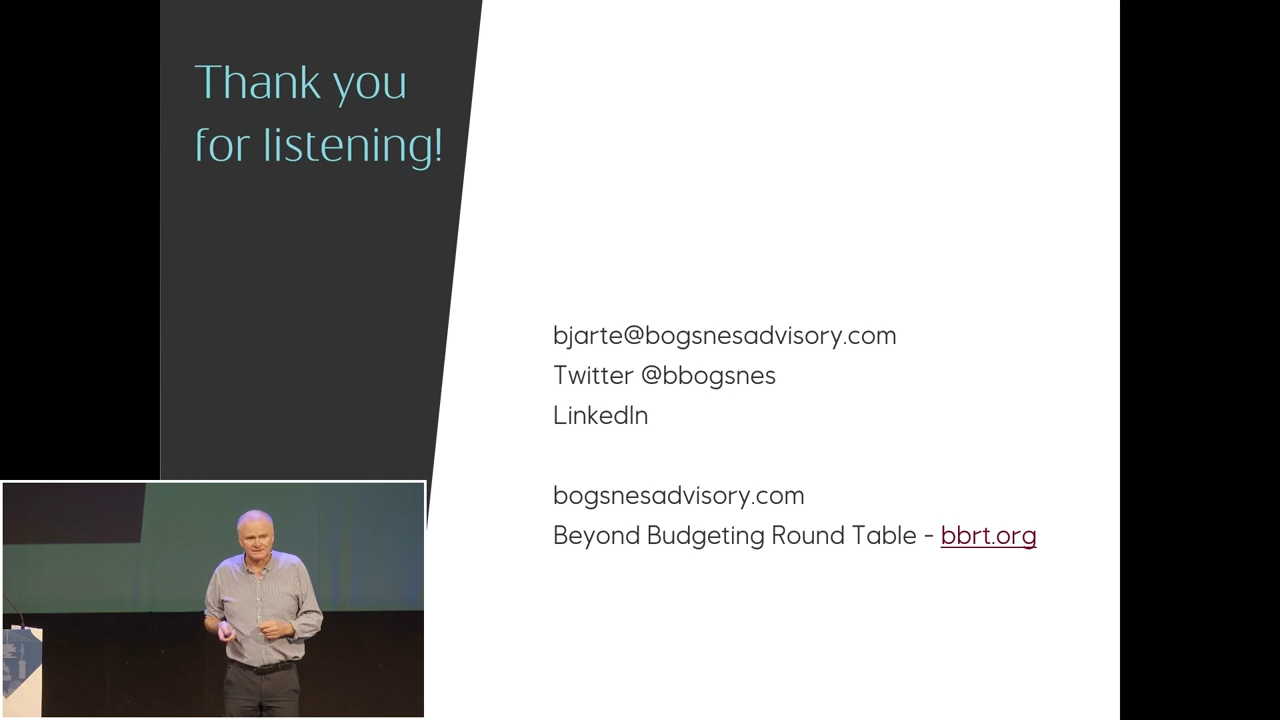 Thank you
for listening!
bjarte@bogsnesadvisory.com
Twitter @bbogsnes
LinkedIn
bogsnesadvisory.com
Beyond Budgeting Round Table - bbrt.org